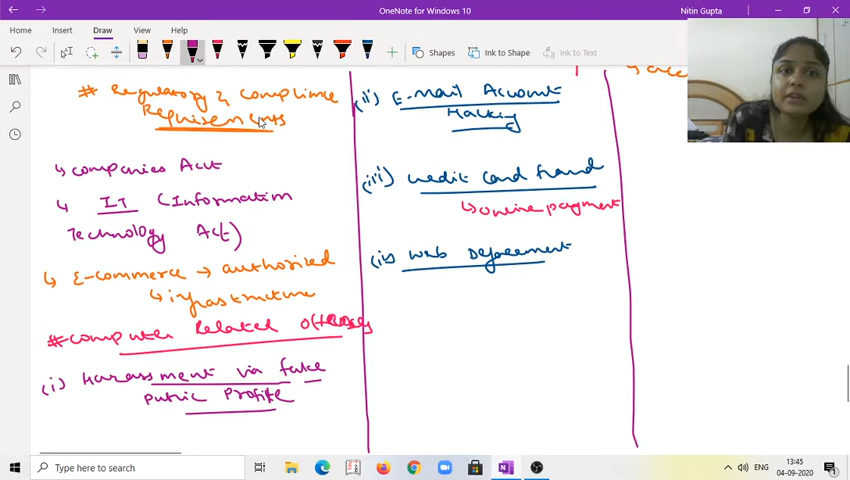 OneNote for Windows 10
Nitin Gupta
Home Insert Draw View Help
Shapes
Ink to Shape
Ink to Text
# Regulatory & Compliance
Requirements
↳ companies Act
↳ I.T (Information
Technology Act)
↳ E-commerce → authorized
↳ infrastructure
# Computer Related offences
(i) Harassment via fake
public Profile
(ii) E-mail Account
Hacking
(iii) credit card fraud
↳ online payment
(iv) Web Defacement
Type here to search
ENG
13:45
04-09-2020
1